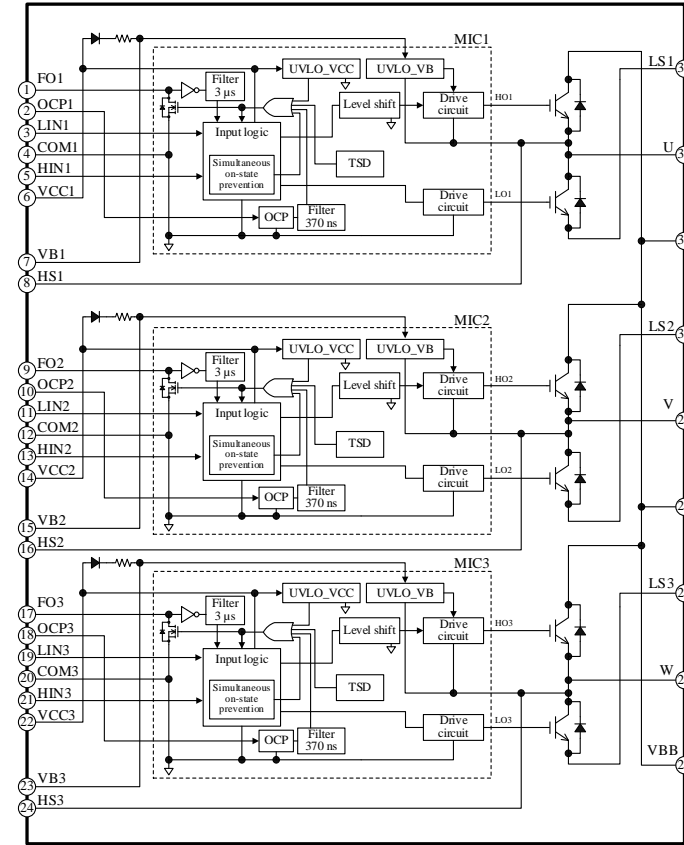 MIC1
LS1
FO1
1
Filter
3 µs
UVLO_VCC
UVLO_VB
OCP1
2
Level shift
Drive
circuit
HO1
LIN1
3
Input logic
COM1
4
Simultaneous
on-state
prevention
TSD
U
HIN1
5
VCC1
6
OCP
Filter
370 ns
Drive
circuit
LO1
VB1
7
HS1
8
MIC2
LS2
FO2
9
Filter
3 µs
UVLO_VCC
UVLO_VB
OCP2
10
Level shift
Drive
circuit
HO2
LIN2
11
Input logic
V
COM2
12
Simultaneous
on-state
prevention
TSD
HIN2
13
VCC2
14
OCP
Filter
370 ns
Drive
circuit
LO2
VB2
15
HS2
16
MIC3
LS3
FO3
17
Filter
3 µs
UVLO_VCC
UVLO_VB
OCP3
18
Level shift
Drive
circuit
HO3
LIN3
19
Input logic
COM3
20
Simultaneous
on-state
prevention
TSD
W
HIN3
21
VCC3
22
OCP
Filter
370 ns
Drive
circuit
LO3
VBB
VB3
23
HS3
24